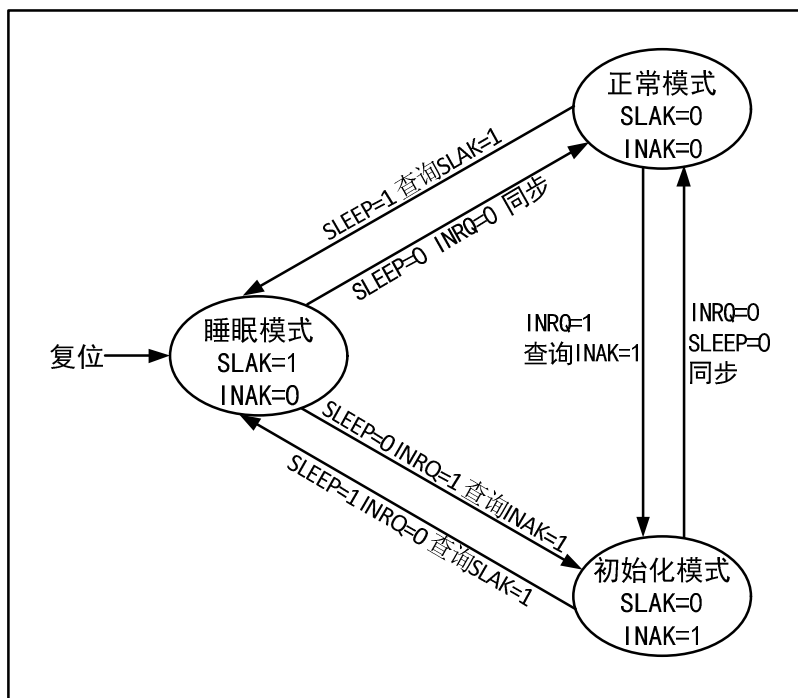 正常模式
SLAK=0
INAK=0
SLEEP=1 查询SLAK=1
SLEEP=0 INRQ=0 同步
复位
睡眠模式
SLAK=1
INAK=0
INRQ=1
查询INAK=1
INRQ=0
SLEEP=0
同步
SLEEP=0 INRQ=1 查询INAK=1
SLEEP=1 INRQ=0 查询SLAK=1
初始化模式
SLAK=0
INAK=1